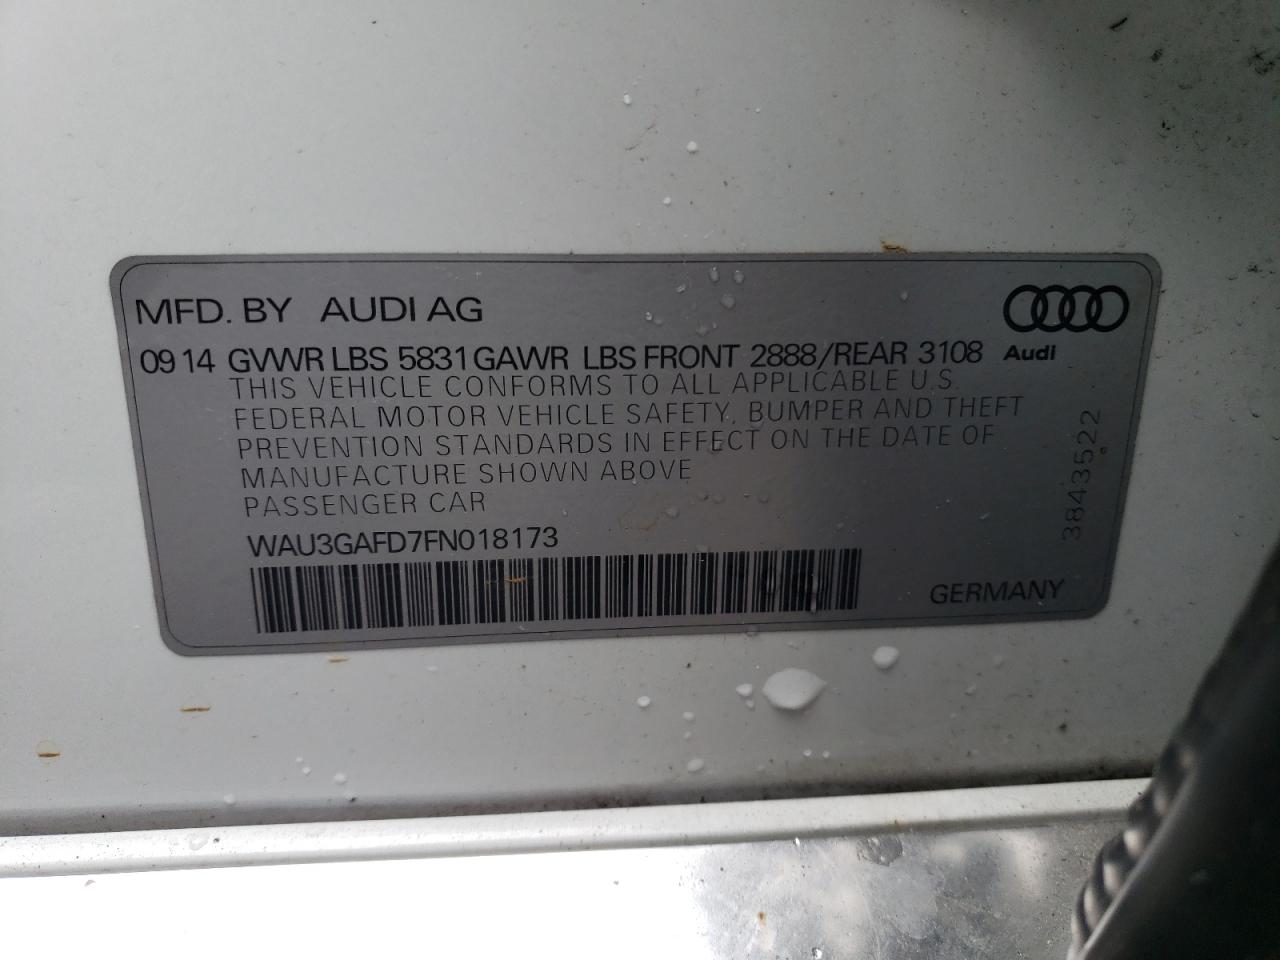 MFD. BY AUDI AG
09 14 GVWR LBS 5831 GAWR LBS FRONT 2888/REAR 3108
Audi
THIS VEHICLE CONFORMS TO ALL APPLICABLE U.S.
FEDERAL MOTOR VEHICLE SAFETY, BUMPER AND THEFT
PREVENTION STANDARDS IN EFFECT ON THE DATE OF
MANUFACTURE SHOWN ABOVE
PASSENGER CAR
WAU3GAFD7FN018173
GERMANY
3843522